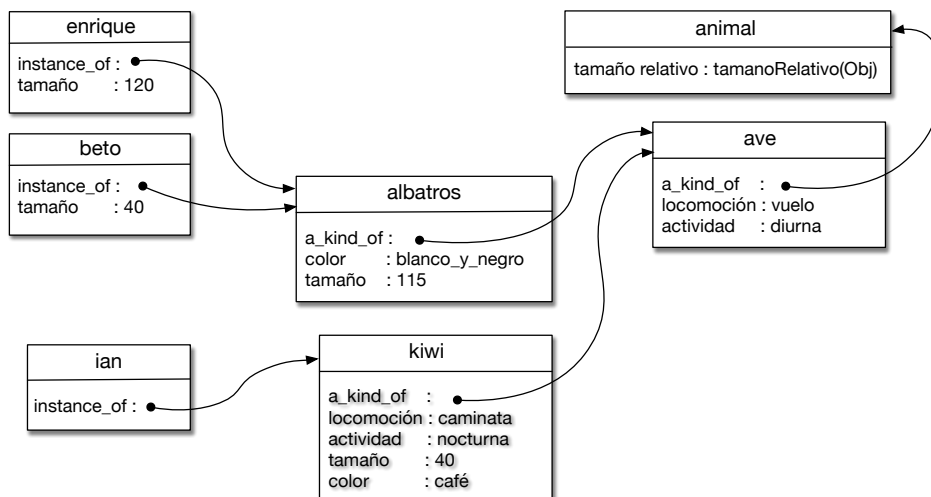 enrique
instance_of :
tamaño : 120
beto
instance_of :
tamaño : 40
ian
instance_of :
albatros
a_kind_of :
color : blanco_y_negro
tamaño : 115
kiwi
a_kind_of :
locomoción : caminata
actividad : nocturna
tamaño : 40
color : café
animal
tamaño relativo : tamanoRelativo(Obj)
ave
a_kind_of :
locomoción : vuelo
actividad : diurna